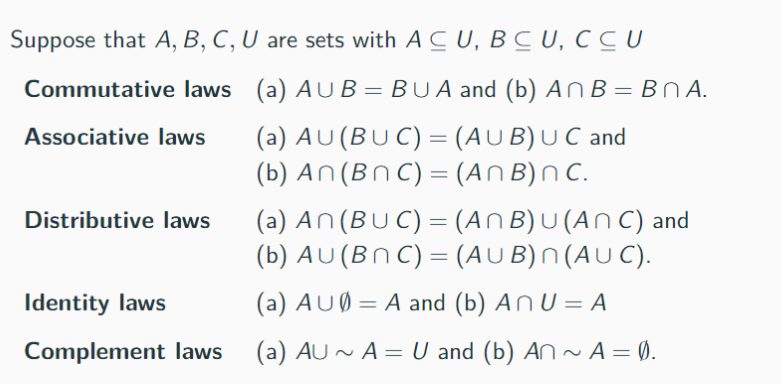 Suppose that A, B, C, U are sets with A ⊆ U, B ⊆ U, C ⊆ U
Commutative laws (a) A ∪ B = B ∪ A and (b) A ∩ B = B ∩ A.
Associative laws (a) A ∪ (B ∪ C) = (A ∪ B) ∪ C and
(b) A ∩ (B ∩ C) = (A ∩ B) ∩ C.
Distributive laws (a) A ∩ (B ∪ C) = (A ∩ B) ∪ (A ∩ C) and
(b) A ∪ (B ∩ C) = (A ∪ B) ∩ (A ∪ C).
Identity laws (a) A ∪ ∅ = A and (b) A ∩ U = A
Complement laws (a) A∪ ∼ A = U and (b) A∩ ∼ A = ∅.